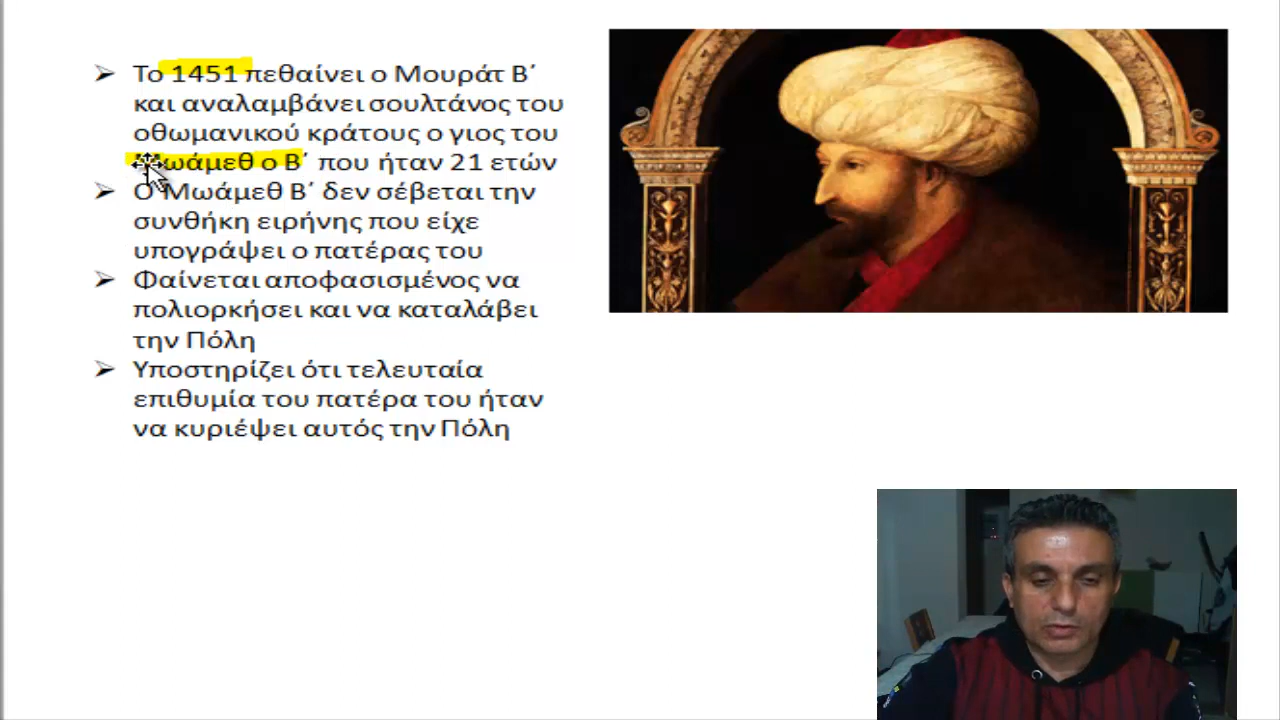 ➢ Το 1451 πεθαίνει ο Μουράτ Β΄
και αναλαμβάνει σουλτάνος του
οθωμανικού κράτους ο γιος του
Μωάμεθ ο Β΄ που ήταν 21 ετών
➢ Ο Μωάμεθ Β΄ δεν σέβεται την
συνθήκη ειρήνης που είχε
υπογράψει ο πατέρας του
➢ Φαίνεται αποφασισμένος να
πολιορκήσει και να καταλάβει
την Πόλη
➢ Υποστηρίζει ότι τελευταία
επιθυμία του πατέρα του ήταν
να κυριέψει αυτός την Πόλη